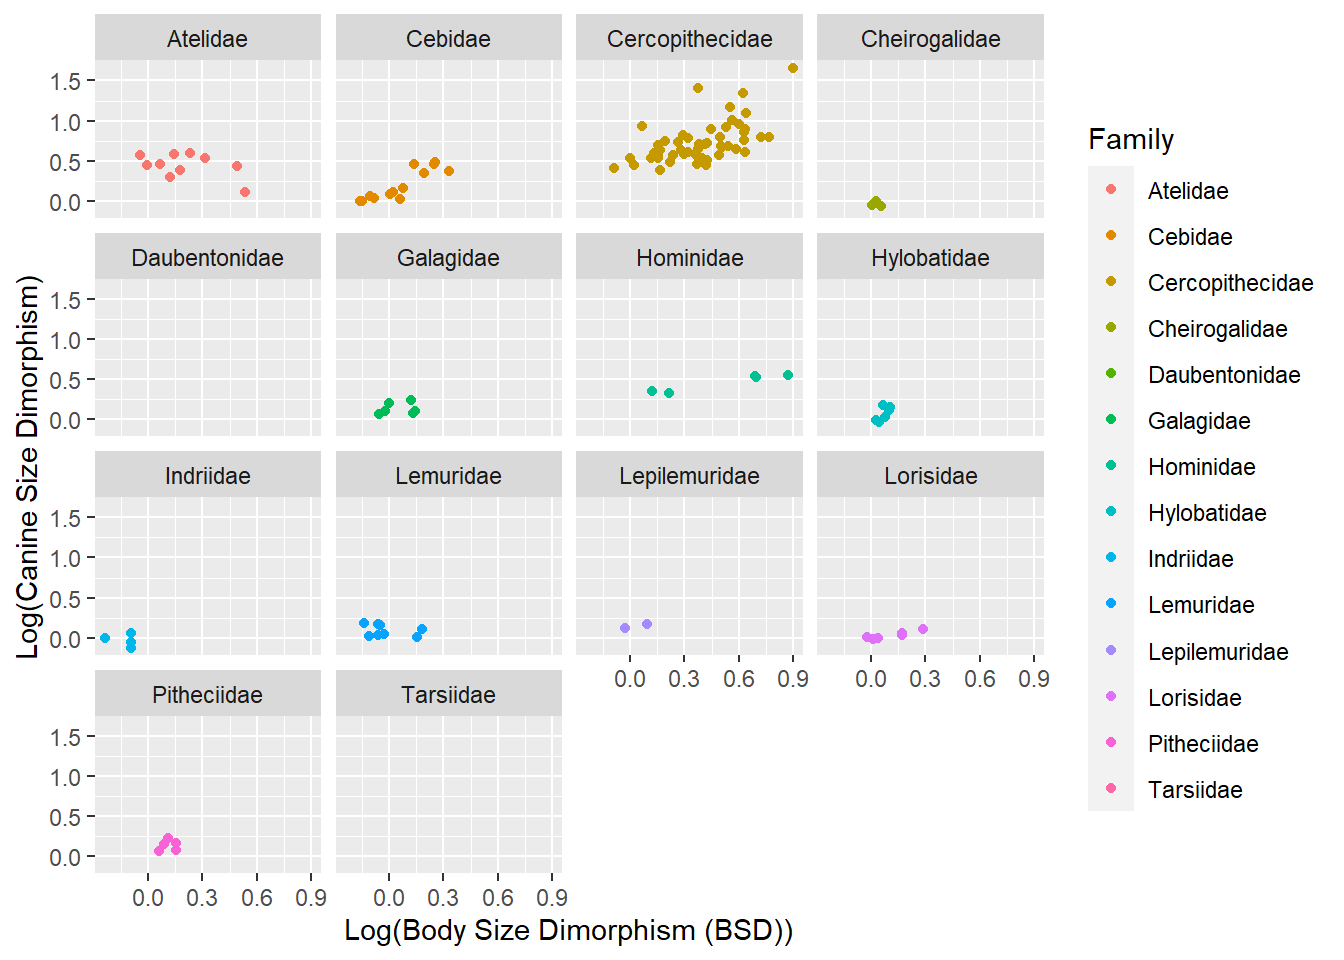 Atelidae Cebidae Cercopithecidae Cheirogalidae
1.5
1.0
0.5
0.0
Daubentonidae Galagidae Hominidae Hylobatidae
1.5
1.0
0.5
0.0
Indriidae Lemuridae Lepilemuridae Lorisidae
1.5
1.0
0.5
0.0
0.0 0.3 0.6 0.9 0.0 0.3 0.6 0.9
Pitheciidae Tarsiidae
1.5
1.0
0.5
0.0
0.0 0.3 0.6 0.9 0.0 0.3 0.6 0.9
Log(Body Size Dimorphism (BSD))
Log(Canine Size Dimorphism)
Family
Atelidae
Cebidae
Cercopithecidae
Cheirogalidae
Daubentonidae
Galagidae
Hominidae
Hylobatidae
Indriidae
Lemuridae
Lepilemuridae
Lorisidae
Pitheciidae
Tarsiidae